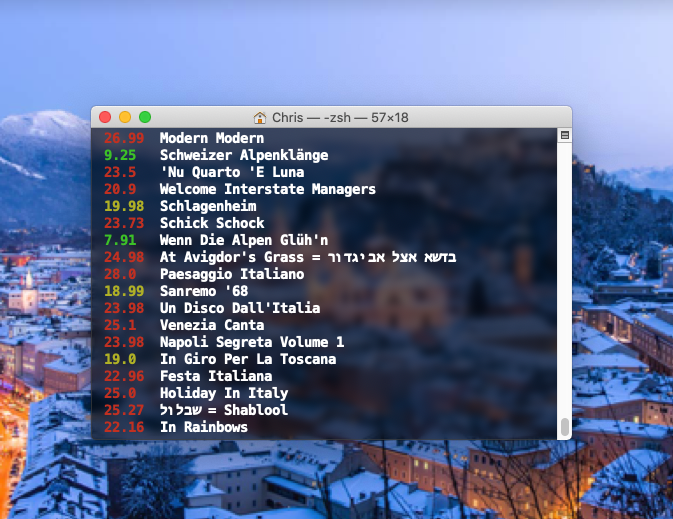 Chris — -zsh — 57×18
26.99 Modern Modern
9.25 Schweizer Alpenklänge
23.5 'Nu Quarto 'E Luna
20.9 Welcome Interstate Managers
19.98 Schlagenheim
23.73 Schick Schock
7.91 Wenn Die Alpen Glüh'n
24.98 At Avigdor's Grass = בדשא אצל אביגדור
28.0 Paesaggio Italiano
18.99 Sanremo '68
23.98 Un Disco Dall'Italia
25.1 Venezia Canta
23.98 Napoli Segreta Volume 1
19.0 In Giro Per La Toscana
22.96 Festa Italiana
25.0 Holiday In Italy
25.27 שבלול = Shablool
22.16 In Rainbows